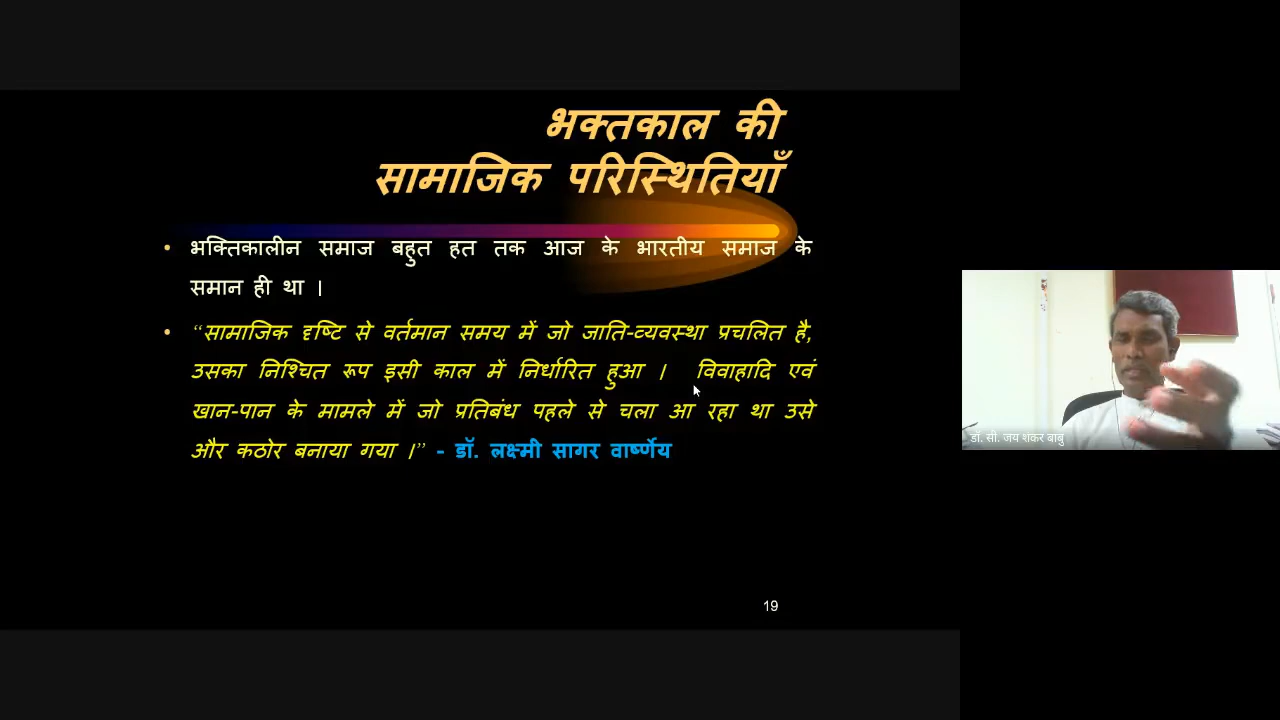 भक्तकाल की
सामाजिक परिस्थितियाँ
• भक्तिकालीन समाज बहुत हत तक आज के भारतीय समाज के
समान ही था ।
• “सामाजिक दृष्टि से वर्तमान समय में जो जाति-व्यवस्था प्रचलित है,
उसका निश्चित रूप इसी काल में निर्धारित हुआ । विवाहादि एवं
खान-पान के मामले में जो प्रतिबंध पहले से चला आ रहा था उसे
और कठोर बनाया गया ।” - डॉ. लक्ष्मी सागर वार्ष्णेय
19
डॉ. सी. जय शंकर बाबु